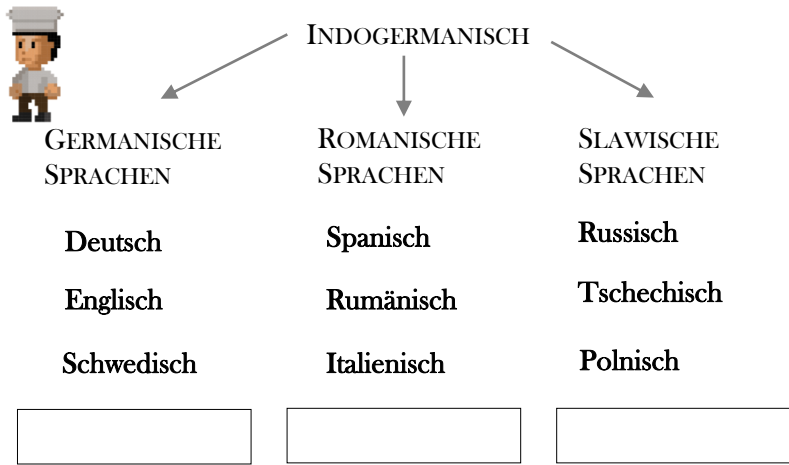 INDOGERMANISCH
GERMANISCHE
SPRACHEN
Deutsch
Englisch
Schwedisch
ROMANISCHE
SPRACHEN
Spanisch
Rumänisch
Italienisch
SLAWISCHE
SPRACHEN
Russisch
Tschechisch
Polnisch